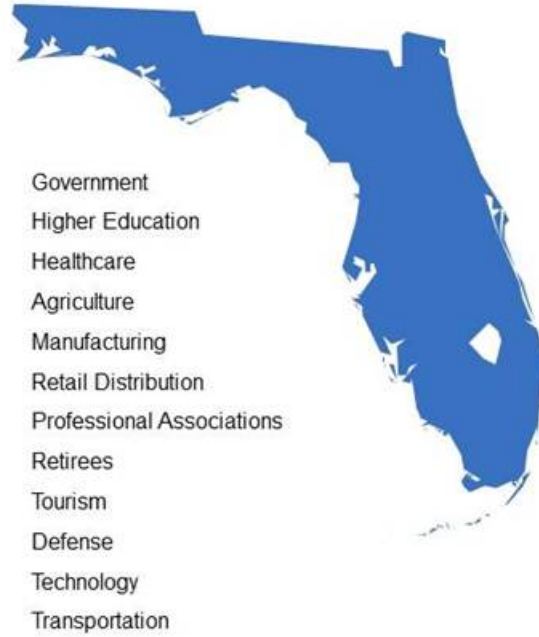 Government
Higher Education
Healthcare
Agriculture
Manufacturing
Retail Distribution
Professional Associations
Retirees
Tourism
Defense
Technology
Transportation